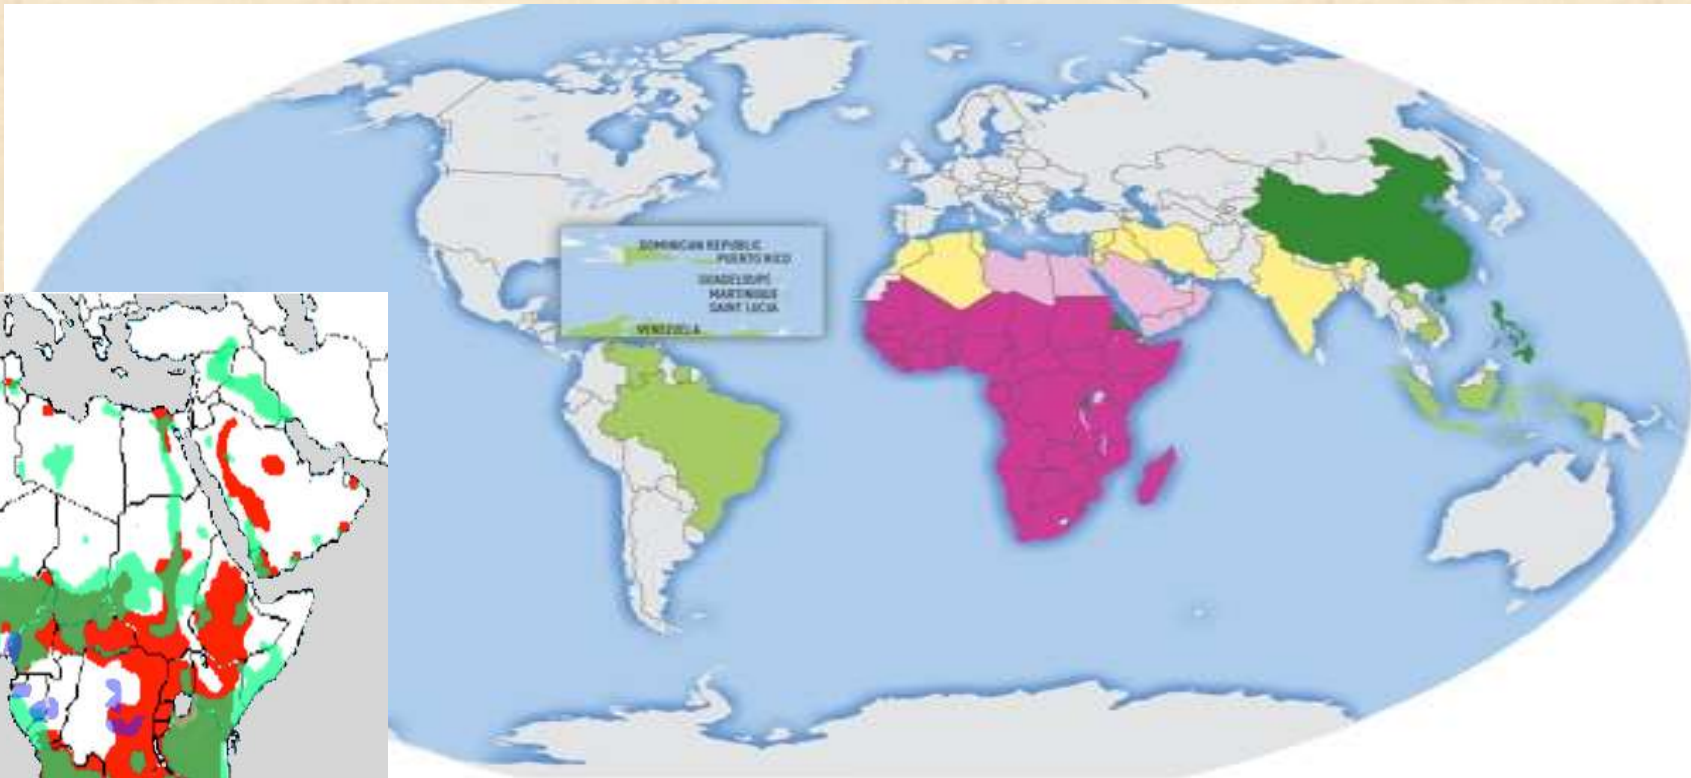 DOMINICAN REPUBLIC
PUERTO RICO
GUADELOUPE
MARTINIQUE
SAINT LUCIA
VENEZUELA